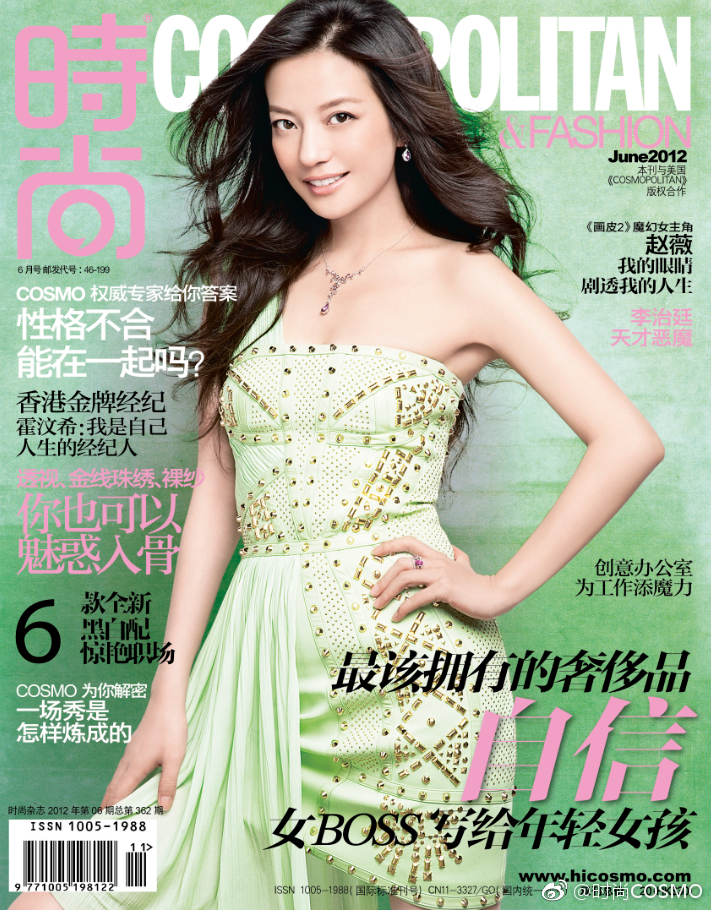 時尚
COSMOPOLITAN
&FASHION
June2012
本刊与美国
《COSMOPOLITAN》
版权合作
6月号 邮发代号：46-199
《画皮2》魔幻女主角
赵薇
我的眼睛
剧透我的人生
李治廷
天才恶魔
COSMO 权威专家给你答案
性格不合
能在一起吗?
香港金牌经纪
霍汶希:我是自己
人生的经纪人
透视、金线珠绣、裸纱
你也可以
魅惑入骨
6
款全新
黑白配
惊艳职场
COSMO 为你解密
一场秀是
怎样炼成的
创意办公室
为工作添魔力
最该拥有的奢侈品
自信
女BOSS写给年轻女孩
时尚杂志 2012 年第 06 期总第 362 期
ISSN 1005-1988
11>
9 771005 198122
www.hicosmo.com
ISSN 1005-1988(国际标准刊号) CN11-3327/GO(国内统一
@时尚COSMO